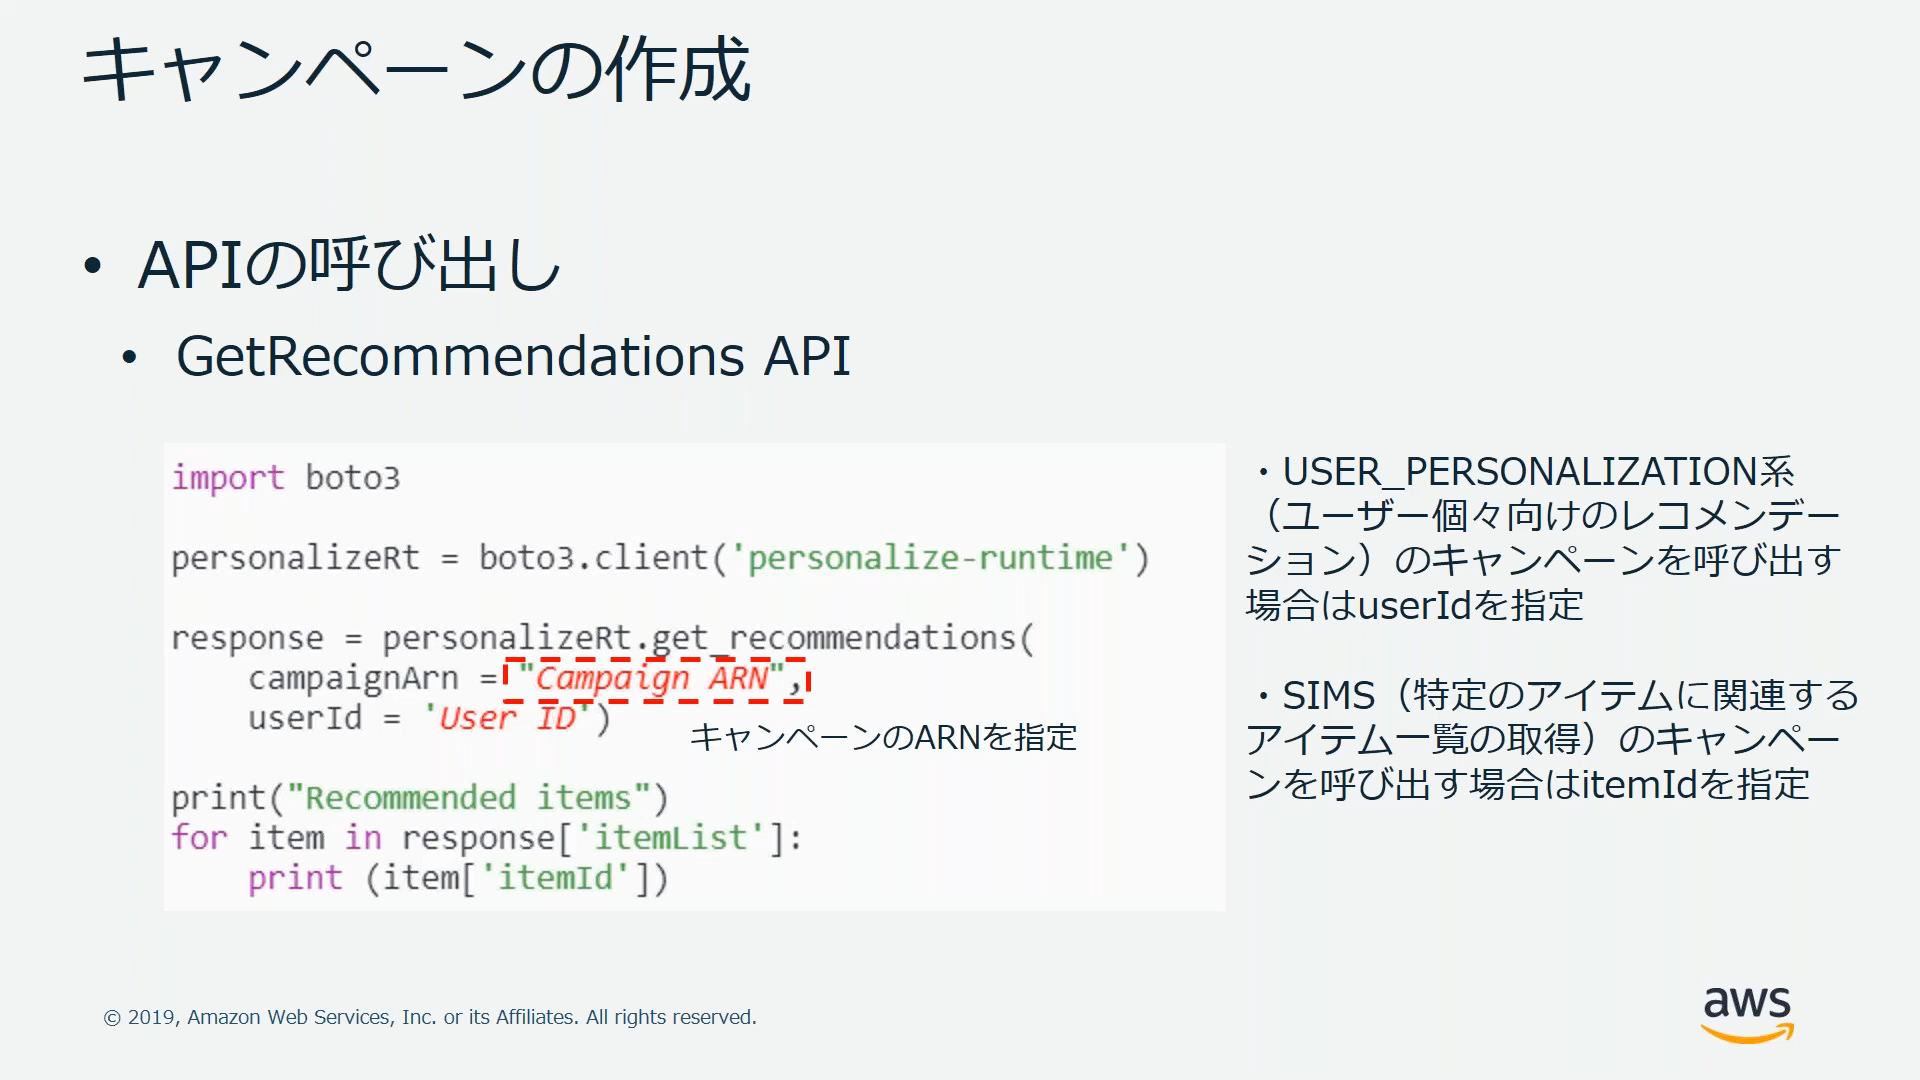 キャンペーンの作成
• APIの呼び出し
• GetRecommendations API
import boto3
personalizeRt = boto3.client('personalize-runtime')
response = personalizeRt.get_recommendations(
campaignArn = "Campaign ARN",
userId = 'User ID')
キャンペーンのARNを指定
print("Recommended items")
for item in response['itemList']:
print (item['itemId'])
・USER_PERSONALIZATION系
（ユーザー個々向けのレコメンデー
ション）のキャンペーンを呼び出す
場合はuserIdを指定
・SIMS（特定のアイテムに関連する
アイテム一覧の取得）のキャンペー
ンを呼び出す場合はitemIdを指定
© 2019, Amazon Web Services, Inc. or its Affiliates. All rights reserved.
aws